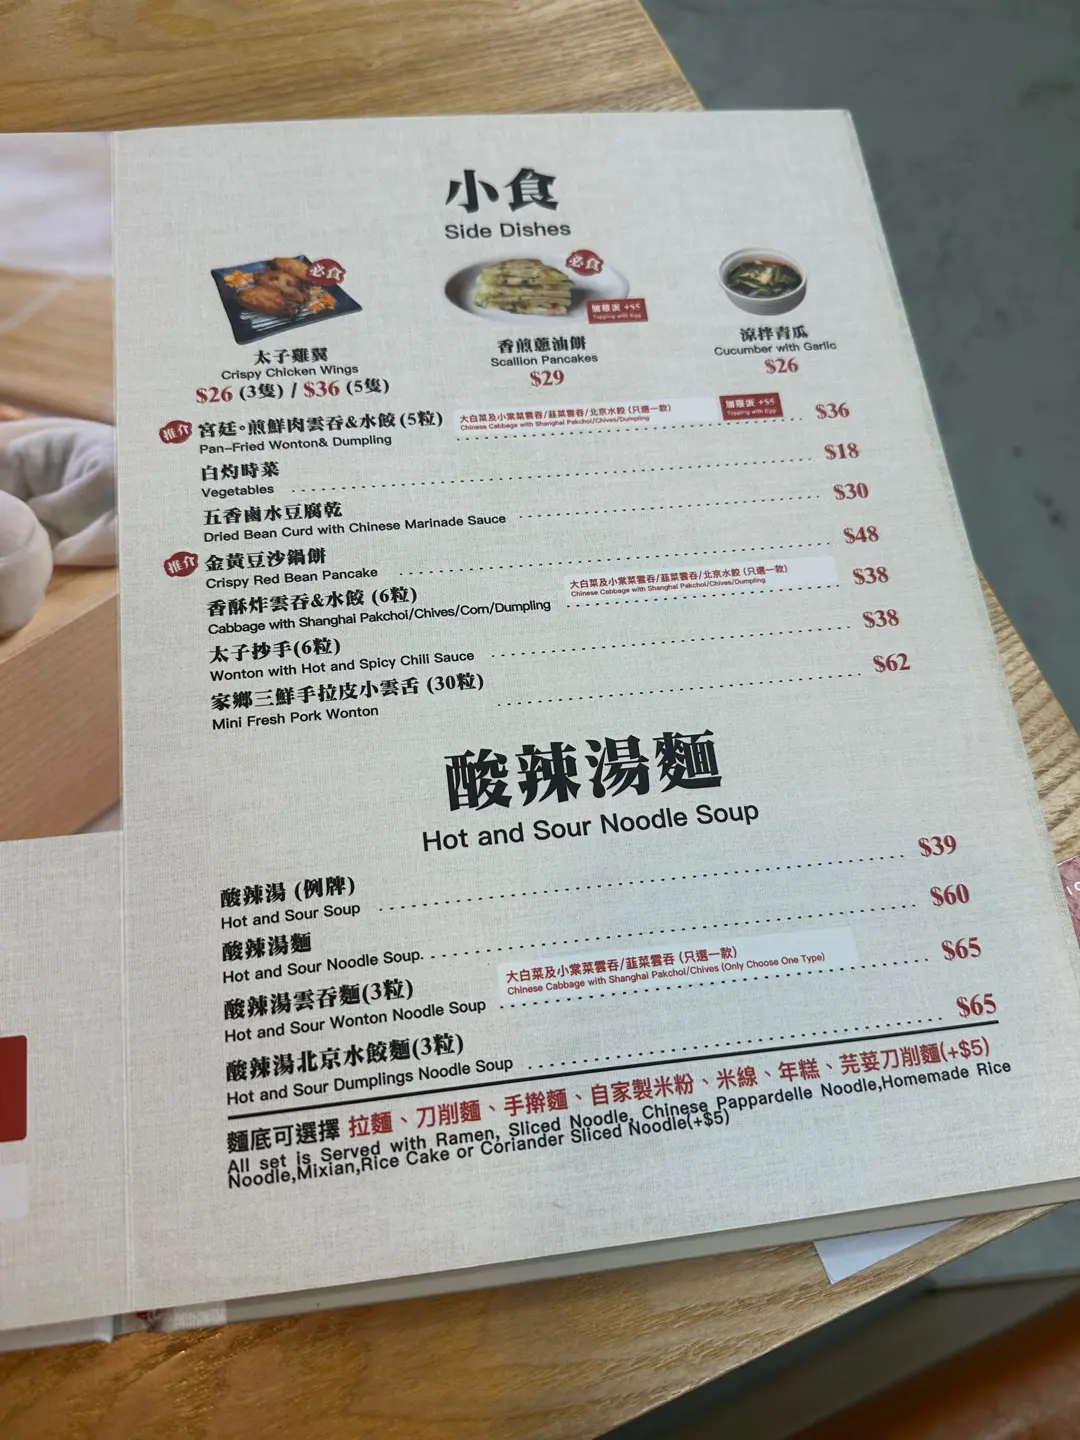 小食
Side Dishes
必食
必食
加雞蛋 +$5
Topping with Egg
太子雞翼
Crispy Chicken Wings
$26 (3隻) / $36 (5隻)
香煎蔥油餅
Scallion Pancakes
$29
涼拌青瓜
Cucumber with Garlic
$26
推介 宮廷•煎鮮肉雲吞&水餃 (5粒) 大白菜及小棠菜雲吞/韮菜雲吞/北京水餃 (只選一款) 加雞蛋 +$5 $36
Pan-Fried Wonton& Dumpling Chinese Cabbage with Shanghai Pakchoi/Chives/Dumpling Topping with Egg
白灼時菜 $18
Vegetables
五香鹵水豆腐乾 $30
Dried Bean Curd with Chinese Marinade Sauce
推介 金黃豆沙鍋餅 $48
Crispy Red Bean Pancake
香酥炸雲吞&水餃 (6粒) 大白菜及小棠菜雲吞/韮菜雲吞/北京水餃 (只選一款) $38
Cabbage with Shanghai Pakchoi/Chives/Corn/Dumpling Chinese Cabbage with Shanghai Pakchoi/Chives/Dumpling
太子抄手(6粒) $38
Wonton with Hot and Spicy Chili Sauce
家鄉三鮮手拉皮小雲舌 (30粒) $62
Mini Fresh Pork Wonton
酸辣湯麵
Hot and Sour Noodle Soup
酸辣湯 (例牌) $39
Hot and Sour Soup
酸辣湯麵 $60
Hot and Sour Noodle Soup
酸辣湯雲吞麵(3粒) 大白菜及小棠菜雲吞/韮菜雲吞 (只選一款) $65
Hot and Sour Wonton Noodle Soup Chinese Cabbage with Shanghai Pakchoi/Chives (Only Choose One Type)
酸辣湯北京水餃麵(3粒) $65
Hot and Sour Dumplings Noodle Soup
麵底可選擇 拉麵、刀削麵、手擀麵、自家製米粉、米線、年糕、芫荽刀削麵(+$5)
All set is Served with Ramen, Sliced Noodle, Chinese Pappardelle Noodle,Homemade Rice
Noodle,Mixian,Rice Cake or Coriander Sliced Noodle(+$5)